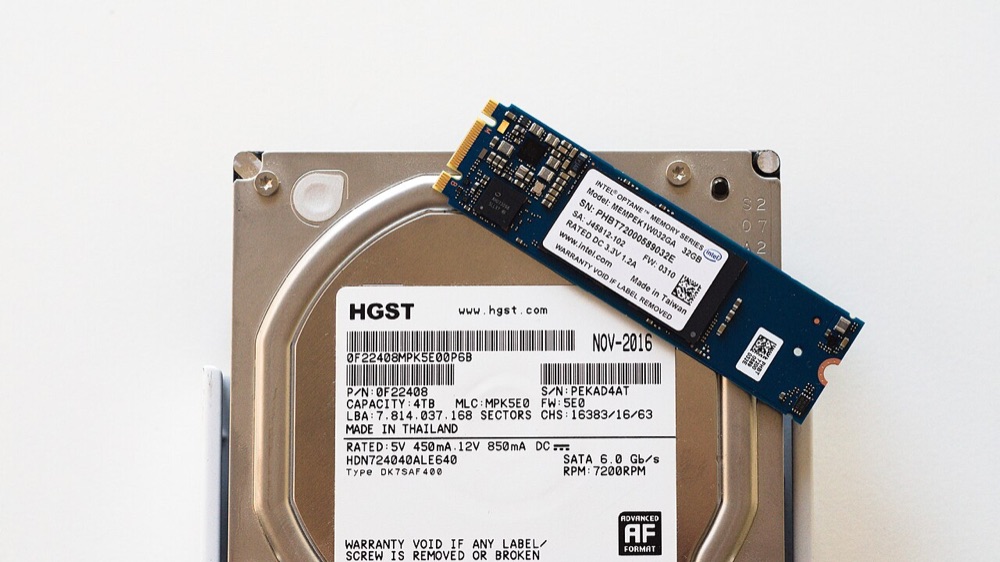 INTEL® OPTANE™ MEMORY SERIES
Model: MEMPEK1W032GA 32GB
SN: PHBT72000589032E
SA: J45812-102 FW: 0310
RATED DC 3.3V 1.2A
www.intel.com Made in Taiwan
WARRANTY VOID IF LABEL REMOVED
intel
S2
07
A2
HGST www.hgst.com
NOV-2016
0F22408MPK5E00P6B
P/N:0F22408 S/N:PEKAD4AT
CAPACITY:4TB MLC:MPK5E0 FW:5E0
LBA:7.814.037.168 SECTORS CHS:16383/16/63
MADE IN THAILAND
RATED:5V 450mA.12V 850mA DC
HDN724040ALE640 SATA 6.0 Gb/s
Type DK7SAF400 RPM:7200RPM
ADVANCED
AF
FORMAT
WARRANTY VOID IF ANY LABEL/
SCREW IS REMOVED OR BROKEN